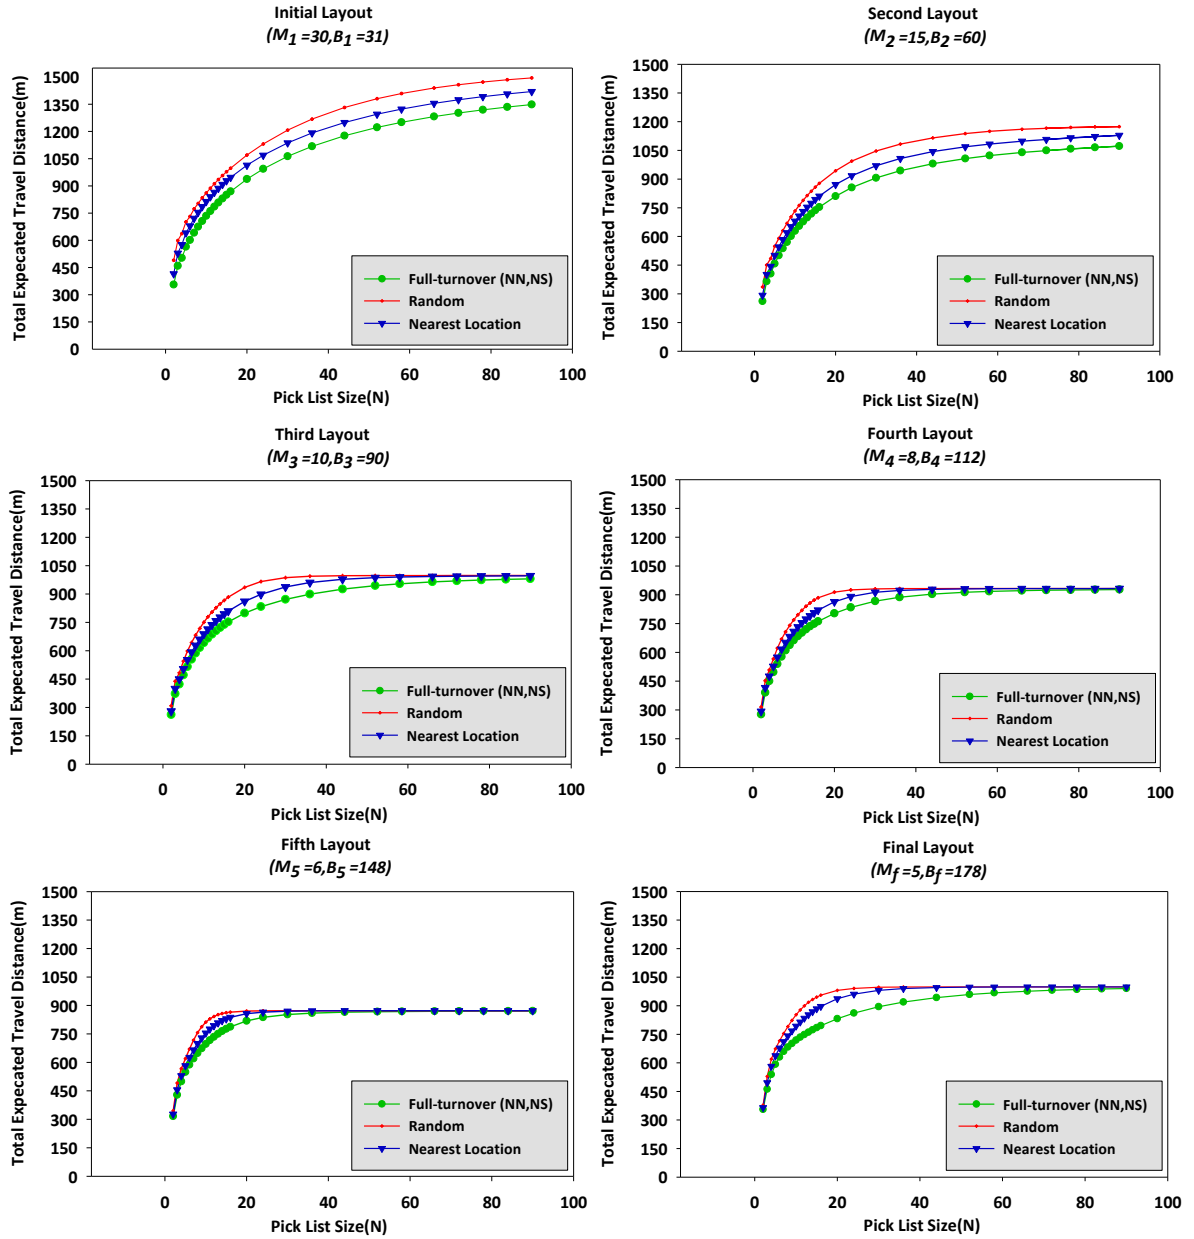 Initial Layout
(M1 =30,B1 =31)
Total Expecated Travel Distance(m)
1500
1350
1200
1050
900
750
600
450
300
150
0
Full-turnover (NN,NS)
Random
Nearest Location
0 20 40 60 80 100
Pick List Size(N)
Second Layout
(M2 =15,B2 =60)
Total Expecated Travel Distance(m)
1500
1350
1200
1050
900
750
600
450
300
150
0
Full-turnover (NN,NS)
Random
Nearest Location
0 20 40 60 80 100
Pick List Size(N)
Third Layout
(M3 =10,B3 =90)
Total Expecated Travel Distance(m)
1500
1350
1200
1050
900
750
600
450
300
150
0
Full-turnover (NN,NS)
Random
Nearest Location
0 20 40 60 80 100
Pick List Size(N)
Fourth Layout
(M4 =8,B4 =112)
Total Expecated Travel Distance(m)
1500
1350
1200
1050
900
750
600
450
300
150
0
Full-turnover (NN,NS)
Random
Nearest Location
0 20 40 60 80 100
Pick List Size(N)
Fifth Layout
(M5 =6,B5 =148)
Total Expecated Travel Distance(m)
1500
1350
1200
1050
900
750
600
450
300
150
0
Full-turnover (NN,NS)
Random
Nearest Location
0 20 40 60 80 100
Pick List Size(N)
Final Layout
(Mf =5,Bf =178)
Total Expecated Travel Distance(m)
1500
1350
1200
1050
900
750
600
450
300
150
0
Full-turnover (NN,NS)
Random
Nearest Location
0 20 40 60 80 100
Pick List Size(N)